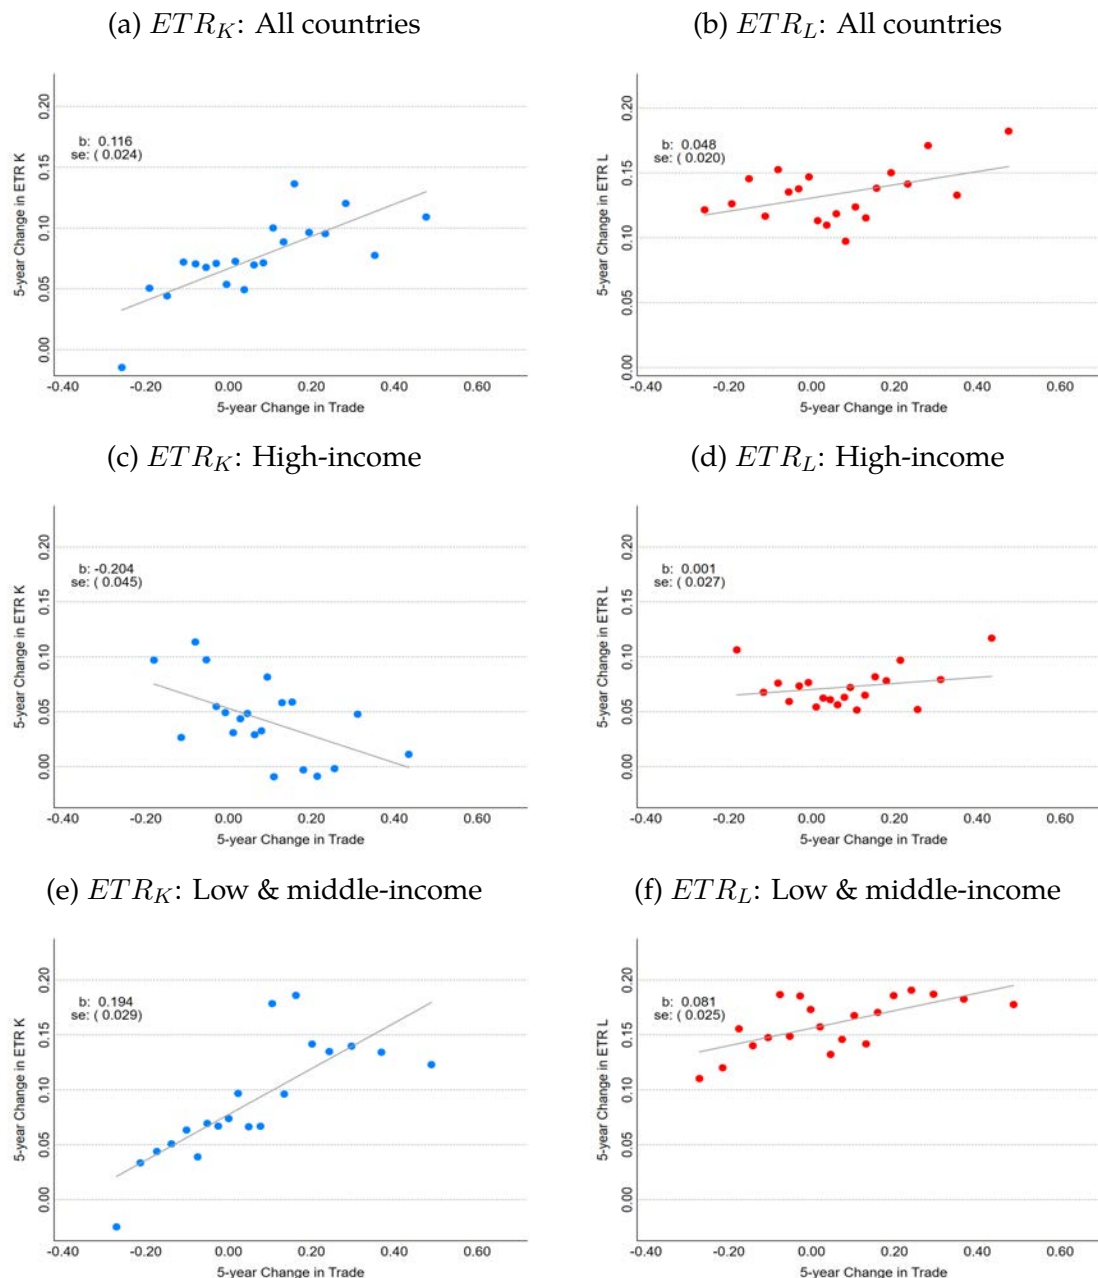 (a) ETR_K: All countries
5-year Change in ETR K
0.20
0.15
0.10
0.05
0.00
b: 0.116
se: ( 0.024)
-0.40 -0.20 0.00 0.20 0.40 0.60
5-year Change in Trade
(b) ETR_L: All countries
5-year Change in ETR L
0.20
0.15
0.10
0.05
0.00
b: 0.048
se: ( 0.020)
-0.40 -0.20 0.00 0.20 0.40 0.60
5-year Change in Trade
(c) ETR_K: High-income
5-year Change in ETR K
0.20
0.15
0.10
0.05
0.00
b: -0.204
se: ( 0.045)
-0.40 -0.20 0.00 0.20 0.40 0.60
5-year Change in Trade
(d) ETR_L: High-income
5-year Change in ETR L
0.20
0.15
0.10
0.05
0.00
b: 0.001
se: ( 0.027)
-0.40 -0.20 0.00 0.20 0.40 0.60
5-year Change in Trade
(e) ETR_K: Low & middle-income
5-year Change in ETR K
0.20
0.15
0.10
0.05
0.00
b: 0.194
se: ( 0.029)
-0.40 -0.20 0.00 0.20 0.40 0.60
5-year Change in Trade
(f) ETR_L: Low & middle-income
5-year Change in ETR L
0.20
0.15
0.10
0.05
0.00
b: 0.081
se: ( 0.025)
-0.40 -0.20 0.00 0.20 0.40 0.60
5-year Change in Trade